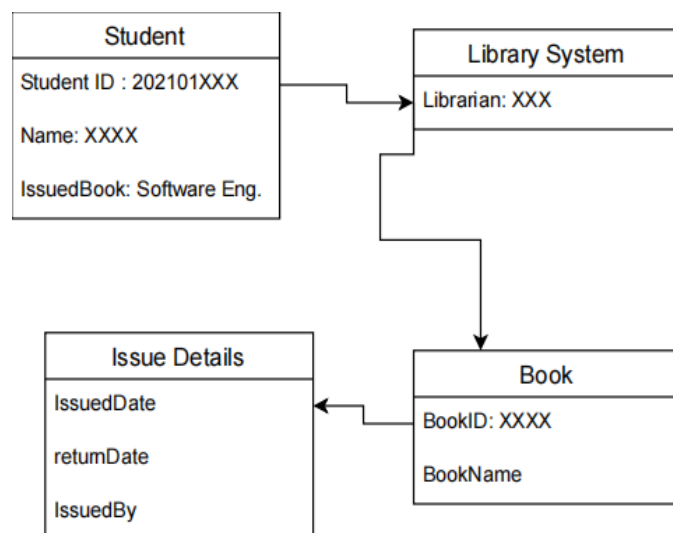 Student
Student ID : 202101XXX
Name: XXXX
IssuedBook: Software Eng.
Library System
Librarian: XXX
Issue Details
IssuedDate
returnDate
IssuedBy
Book
BookID: XXXX
BookName